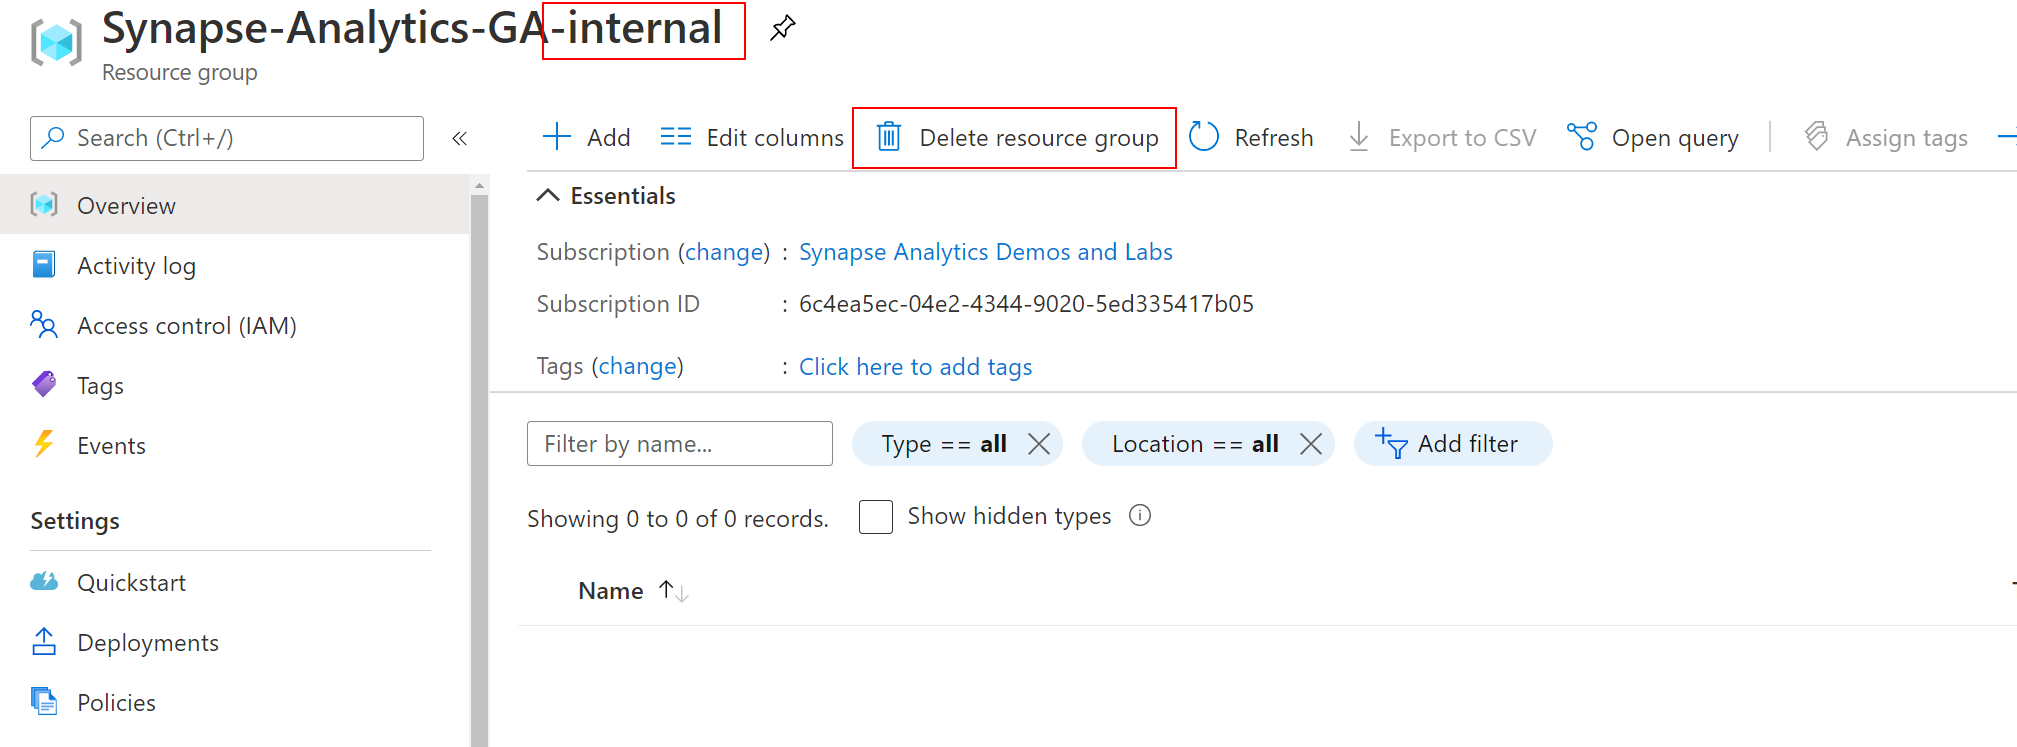 Synapse-Analytics-GA-internal
Resource group
Search (Ctrl+/)
«
Add
Edit columns
Delete resource group
Refresh
Export to CSV
Open query
Assign tags
Overview
Activity log
Access control (IAM)
Tags
Events
Settings
Quickstart
Deployments
Policies
Essentials
Subscription (change) : Synapse Analytics Demos and Labs
Subscription ID : 6c4ea5ec-04e2-4344-9020-5ed335417b05
Tags (change) : Click here to add tags
Filter by name...
Type == all
Location == all
Add filter
Showing 0 to 0 of 0 records.
Show hidden types
Name ↑↓